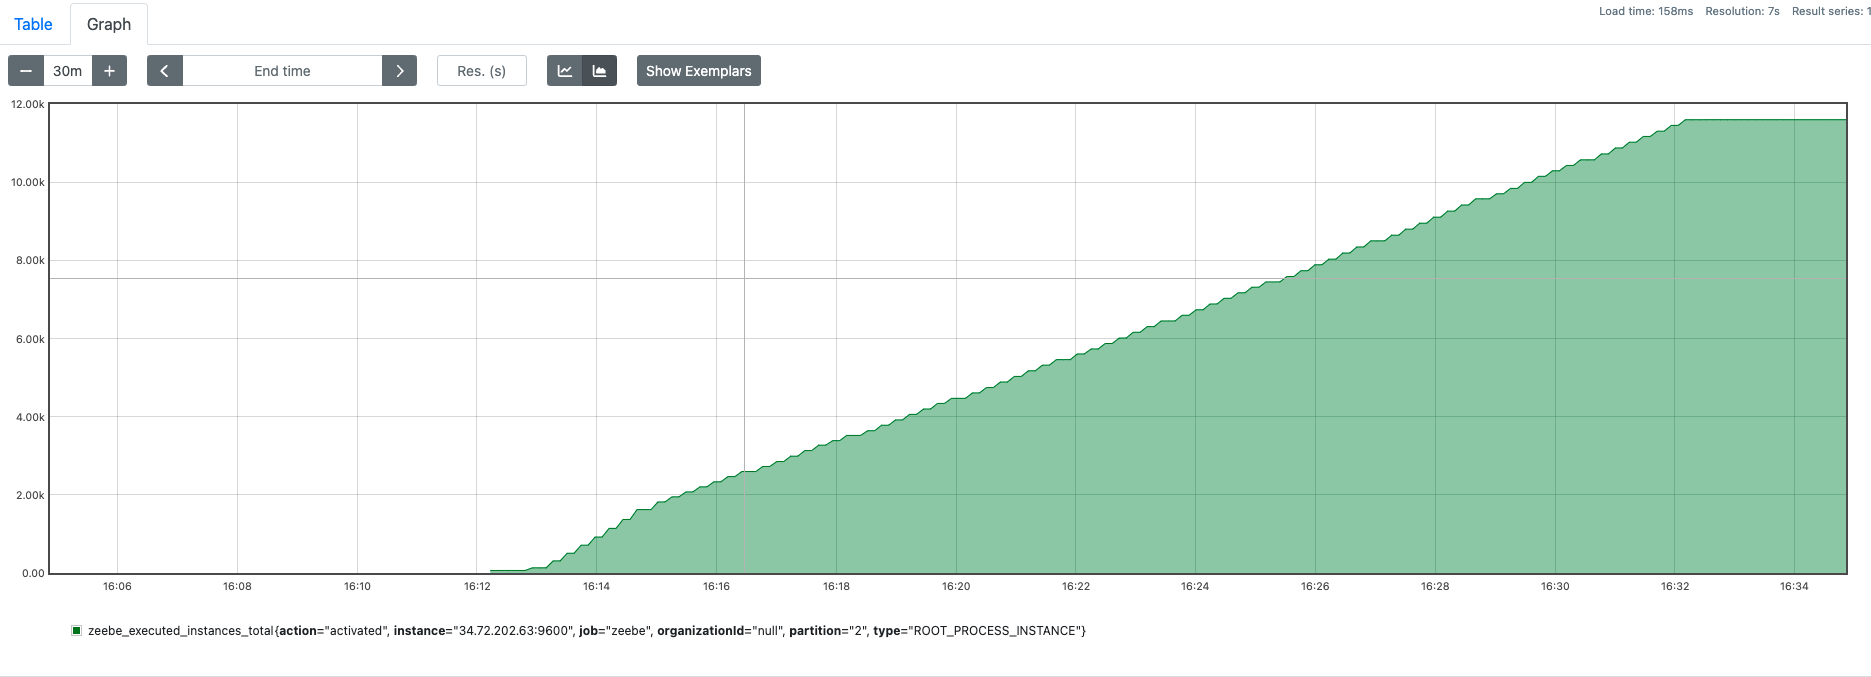 Table Graph Load time: 158ms Resolution: 7s Result series: 1
30m End time Res. (s) Show Exemplars
12.00k
10.00k
8.00k
6.00k
4.00k
2.00k
0.00
16:06 16:08 16:10 16:12 16:14 16:16 16:18 16:20 16:22 16:24 16:26 16:28 16:30 16:32 16:34
zeebe_executed_instances_total{action="activated", instance="34.72.202.63:9600", job="zeebe", organizationId="null", partition="2", type="ROOT_PROCESS_INSTANCE"}